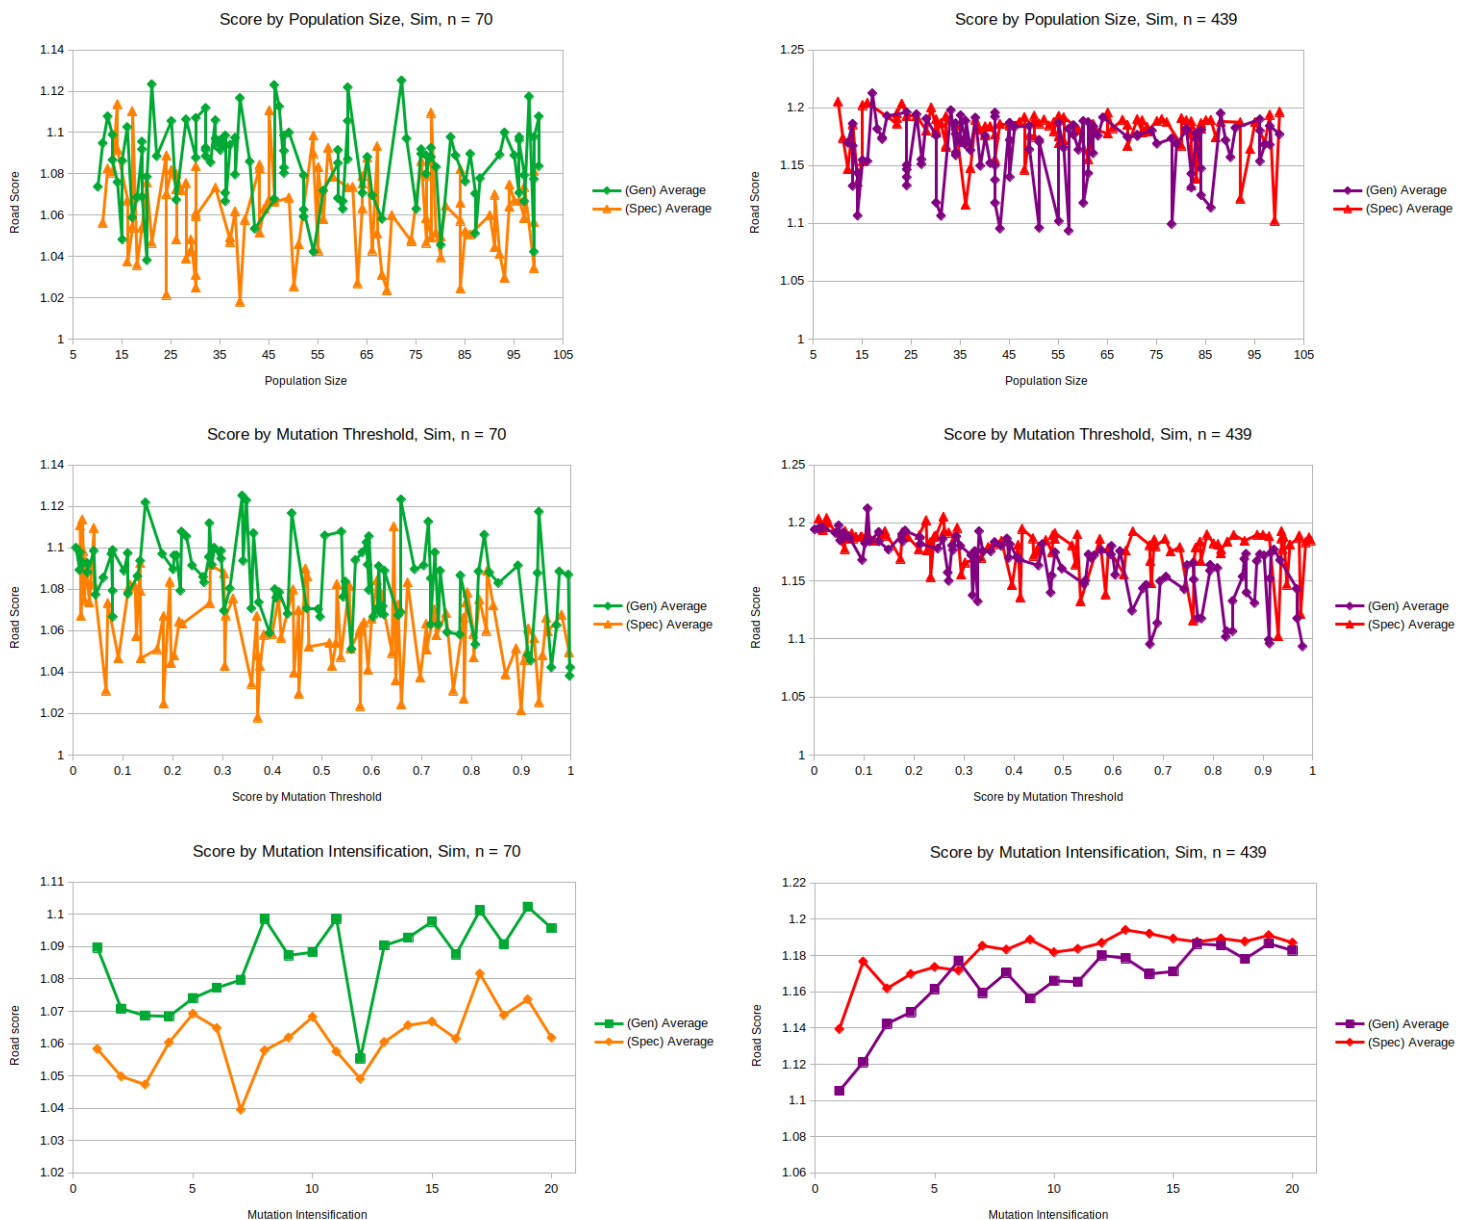 Score by Population Size, Sim, n = 70
1.14
1.12
1.1
1.08
1.06
1.04
1.02
1
Road Score
5 15 25 35 45 55 65 75 85 95 105
Population Size
(Gen) Average
(Spec) Average
Score by Population Size, Sim, n = 439
1.25
1.2
1.15
1.1
1.05
1
Road Score
5 15 25 35 45 55 65 75 85 95 105
Population Size
(Gen) Average
(Spec) Average
Score by Mutation Threshold, Sim, n = 70
1.14
1.12
1.1
1.08
1.06
1.04
1.02
1
Road Score
0 0.1 0.2 0.3 0.4 0.5 0.6 0.7 0.8 0.9 1
Score by Mutation Threshold
(Gen) Average
(Spec) Average
Score by Mutation Threshold, Sim, n = 439
1.25
1.2
1.15
1.1
1.05
1
Road Score
0 0.1 0.2 0.3 0.4 0.5 0.6 0.7 0.8 0.9 1
Score by Mutation Threshold
(Gen) Average
(Spec) Average
Score by Mutation Intensification, Sim, n = 70
1.11
1.1
1.09
1.08
1.07
1.06
1.05
1.04
1.03
1.02
Road score
0 5 10 15 20
Mutation Intensification
(Gen) Average
(Spec) Average
Score by Mutation Intensification, Sim, n = 439
1.22
1.2
1.18
1.16
1.14
1.12
1.1
1.08
1.06
Road Score
0 5 10 15 20
Mutation Intensification
(Gen) Average
(Spec) Average